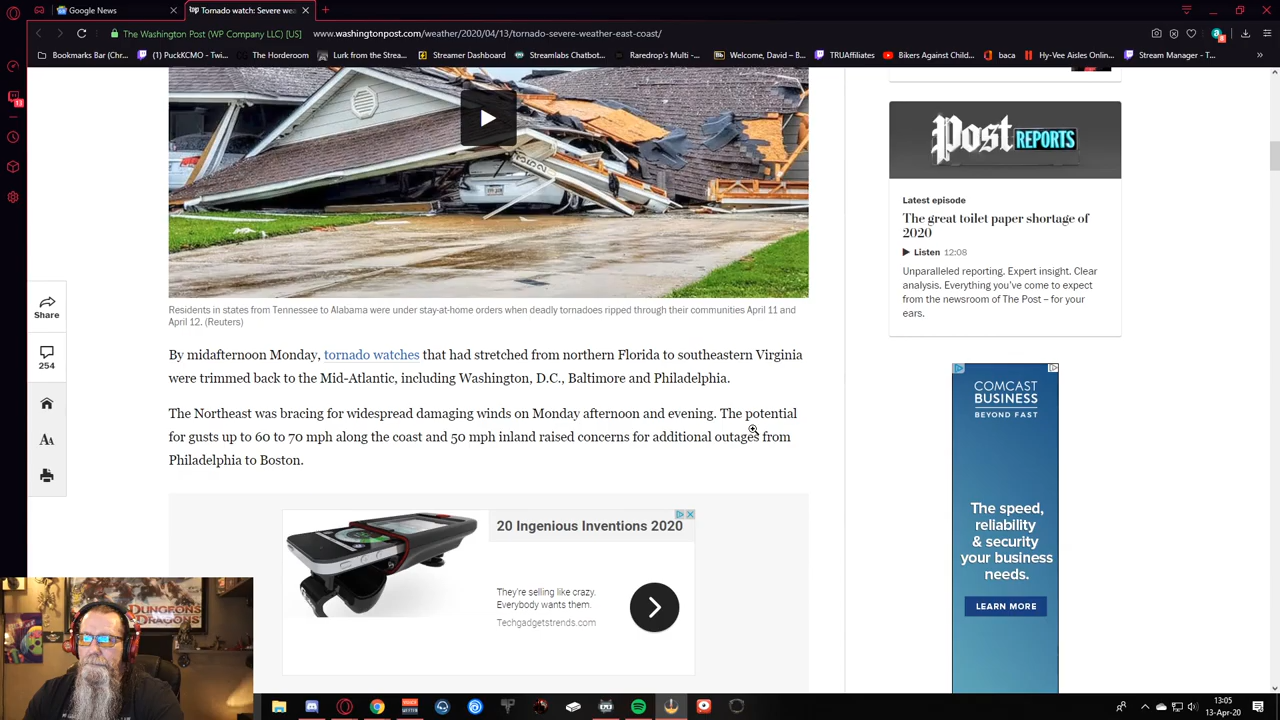 Google News
Tornado watch: Severe wea
The Washington Post (WP Company LLC) [US]
www.washingtonpost.com/weather/2020/04/13/tornado-severe-weather-east-coast/
Bookmarks Bar (Chr...
(1) PuckKCMO - Twi...
The Horderoom
Lurk from the Strea...
Streamer Dashboard
Streamlabs Chatbot...
Raredrop's Multi -...
Welcome, David – B...
TRUAffiliates
Bikers Against Child...
baca
Hy-Vee Aisles Online...
Stream Manager - T...
Post REPORTS
Latest episode
The great toilet paper shortage of
2020
Listen 12:08
Unparalleled reporting. Expert insight. Clear
analysis. Everything you've come to expect
from the newsroom of The Post – for your
ears.
Share
254
AA
Residents in states from Tennessee to Alabama were under stay-at-home orders when deadly tornadoes ripped through their communities April 11 and
April 12. (Reuters)
By midafternoon Monday, tornado watches that had stretched from northern Florida to southeastern Virginia
were trimmed back to the Mid-Atlantic, including Washington, D.C., Baltimore and Philadelphia.
The Northeast was bracing for widespread damaging winds on Monday afternoon and evening. The potential
for gusts up to 60 to 70 mph along the coast and 50 mph inland raised concerns for additional outages from
Philadelphia to Boston.
20 Ingenious Inventions 2020
They're selling like crazy.
Everybody wants them.
Techgadgetstrends.com
COMCAST
BUSINESS
BEYOND FAST
The speed,
reliability
& security
your business
needs.
LEARN MORE
DUNGEONS
DRAGONS
13:05
13-Apr-20